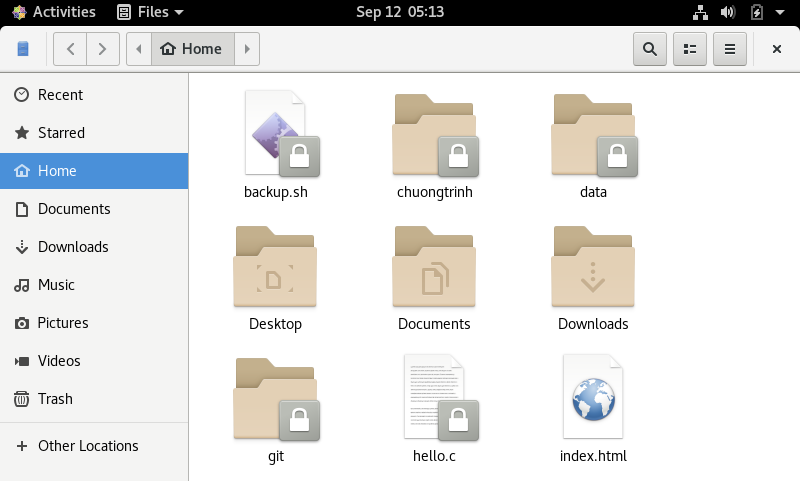 Activities Files Sep 12 05:13
Home
Recent
Starred
Home
Documents
Downloads
Music
Pictures
Videos
Trash
Other Locations
backup.sh chuongtrinh data
Desktop Documents Downloads
git hello.c index.html